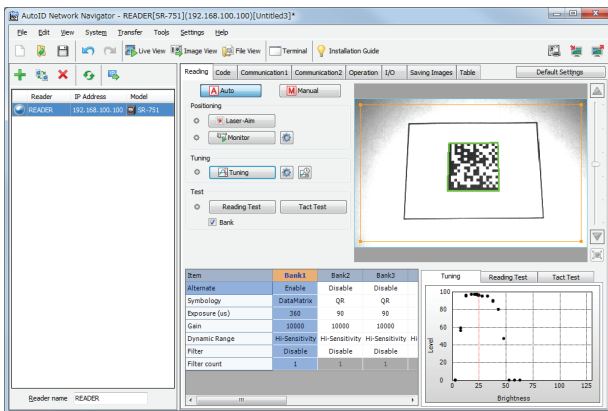 AutoID Network Navigator - READER[SR-751](192.168.100.100)[Untitled3]*
File Edit View System Transfer Tools Settings Help
Live View Image View File View Terminal Installation Guide
Reader IP Address Model
READER 192.168.100.100 SR-751
Reader name READER
Reading Code Communication1 Communication2 Operation I/O Saving Images Table Default Settings
A Auto M Manual
Positioning
Laser-Aim
Monitor
Tuning
Tuning
Test
Reading Test Tact Test
Bank
Item Bank1 Bank2 Bank3
Alternate Enable Disable Disable
Symbology DataMatrix QR QR
Exposure (us) 360 90 90
Gain 10000 10000 10000
Dynamic Range Hi-Sensitivity Hi-Sensitivity Hi-Sensitivity Hi
Filter Disable Disable Disable
Filter count 1 1 1
Tuning Reading Test Tact Test
Level
100
80
60
40
20
0
0 25 50 75 100 125
Brightness